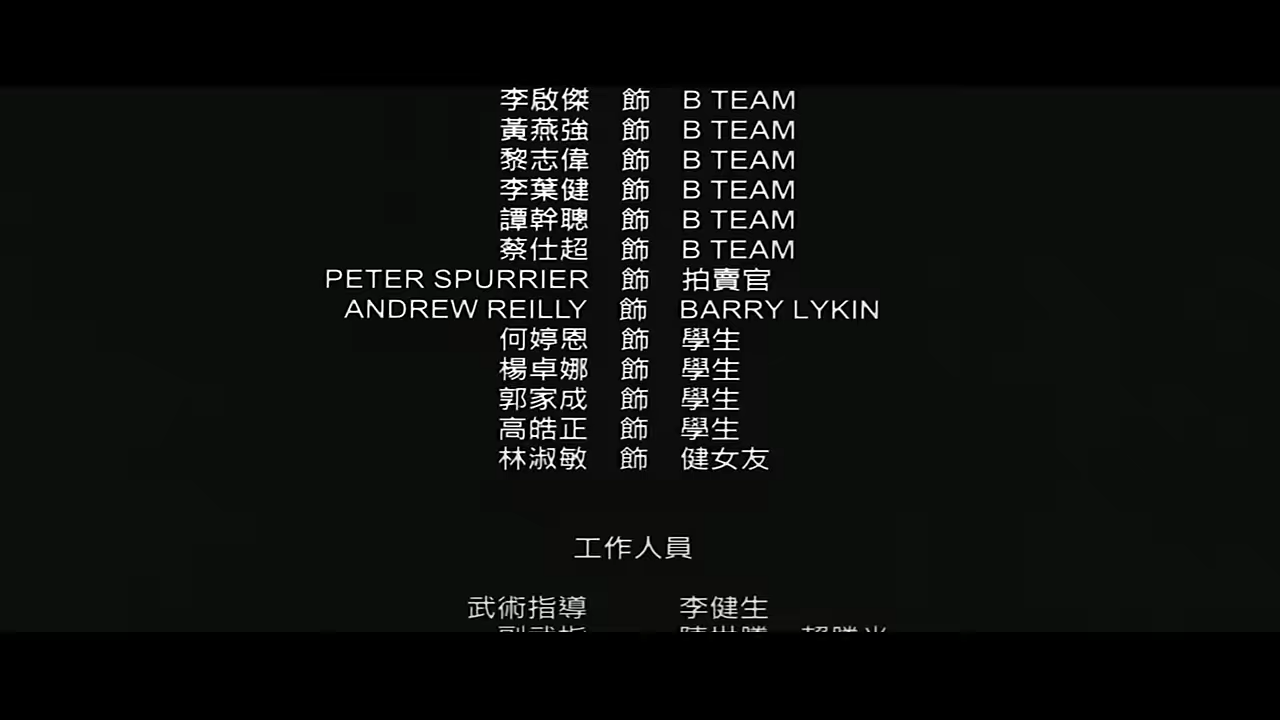 李啟傑 飾 B TEAM
黃燕強 飾 B TEAM
黎志偉 飾 B TEAM
李葉健 飾 B TEAM
譚幹聰 飾 B TEAM
蔡仕超 飾 B TEAM
PETER SPURRIER 飾 拍賣官
ANDREW REILLY 飾 BARRY LYKIN
何婷恩 飾 學生
楊卓娜 飾 學生
郭家成 飾 學生
高皓正 飾 學生
林淑敏 飾 健女友
工作人員
武術指導 李健生